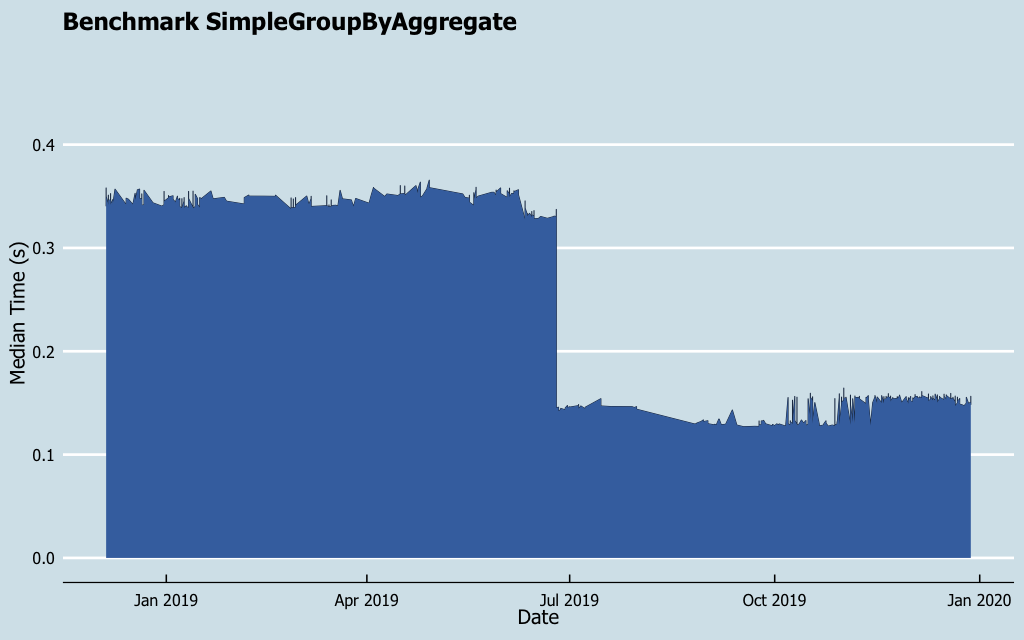 Benchmark SimpleGroupByAggregate
0.4
0.3
0.2
0.1
0.0
Median Time (s)
Jan 2019
Apr 2019
Jul 2019
Oct 2019
Jan 2020
Date